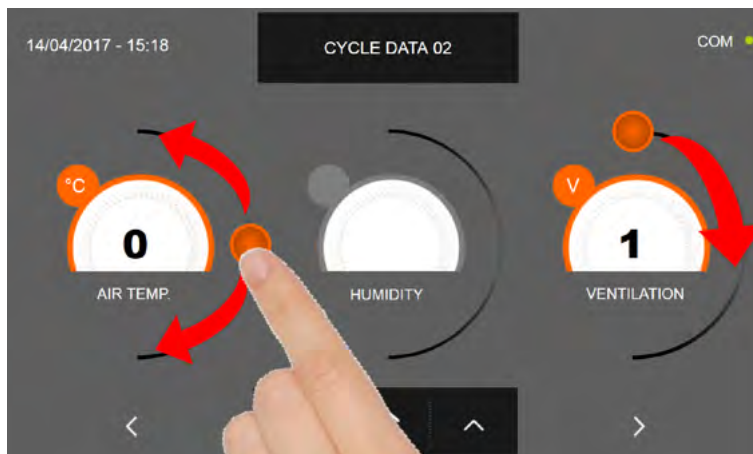 14/04/2017 - 15:18
CYCLE DATA 02
COM
°C
V
0
1
AIR TEMP.
HUMIDITY
VENTILATION